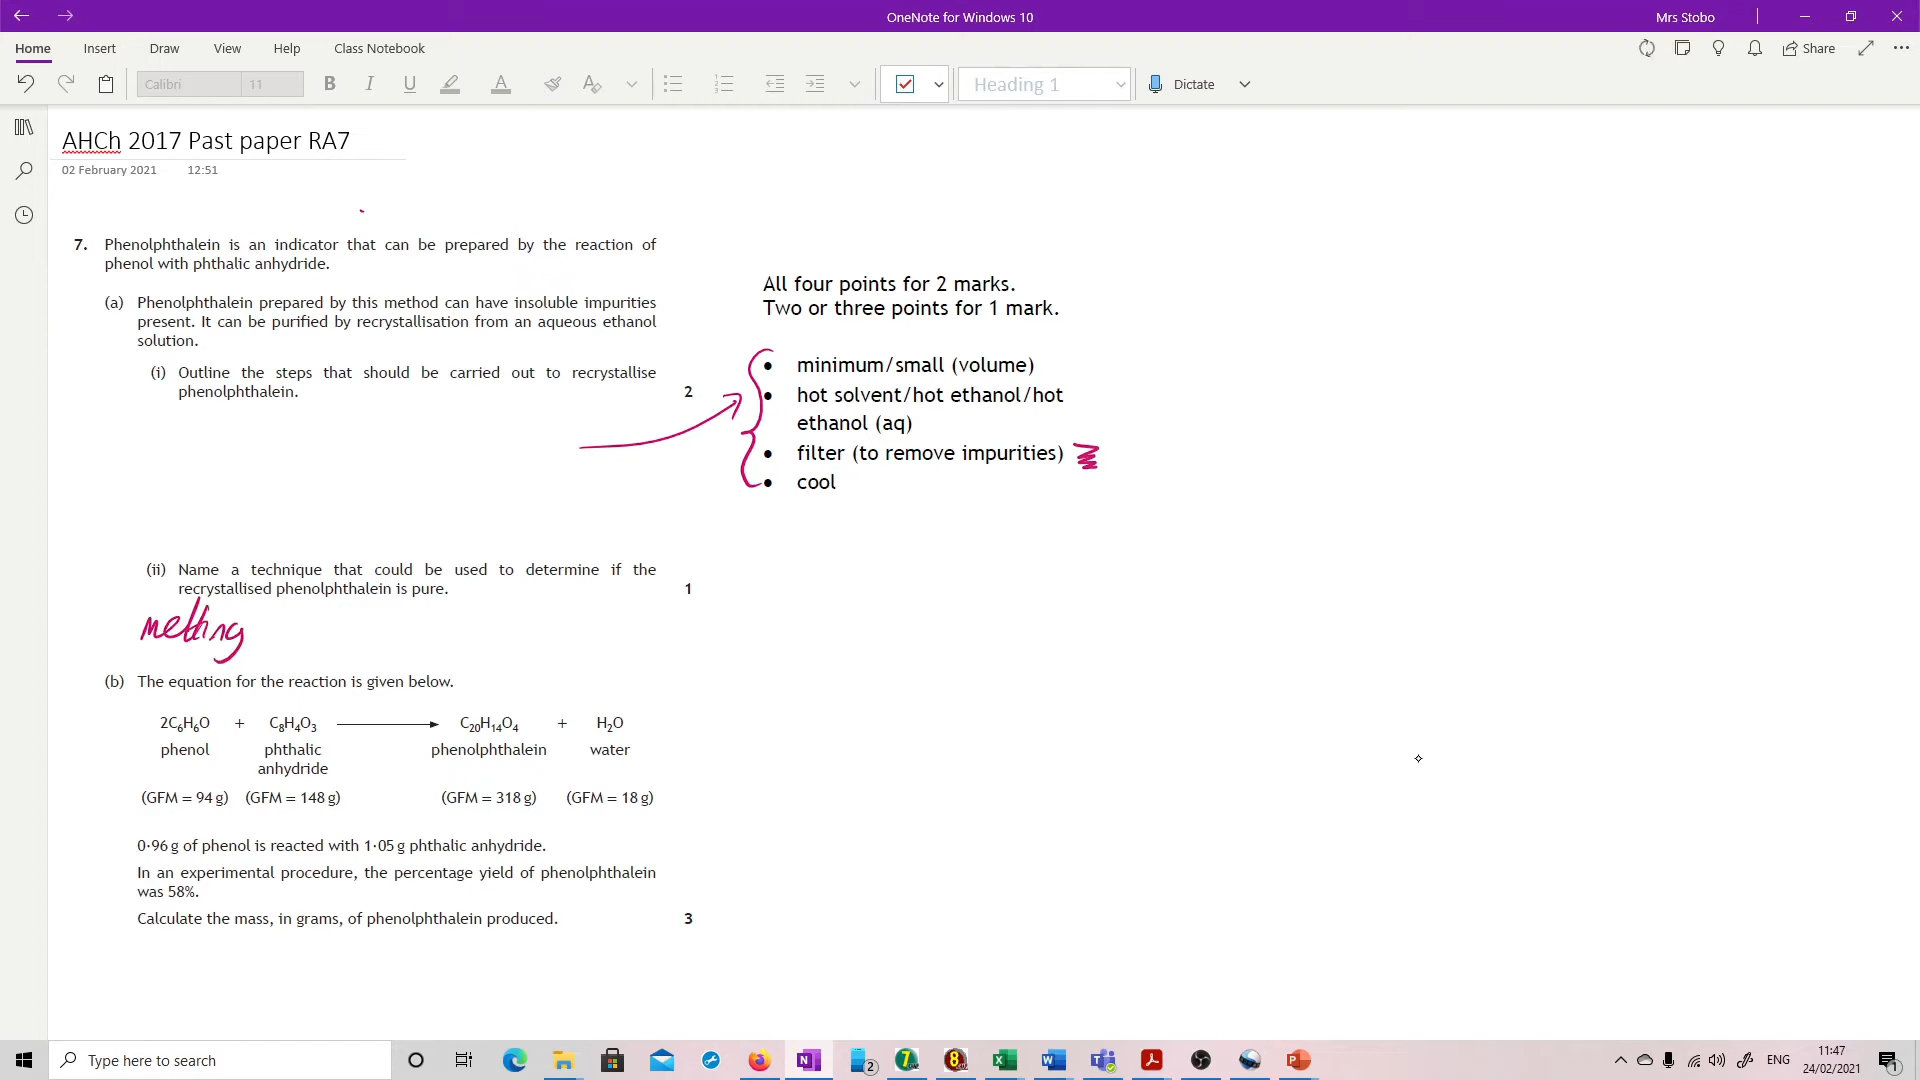 OneNote for Windows 10
Mrs Stobo
Home Insert Draw View Help Class Notebook
Share
Calibri 11 B I U A A Heading 1 Dictate
AHCh 2017 Past paper RA7
02 February 2021 12:51
7. Phenolphthalein is an indicator that can be prepared by the reaction of
phenol with phthalic anhydride.
(a) Phenolphthalein prepared by this method can have insoluble impurities
present. It can be purified by recrystallisation from an aqueous ethanol
solution.
(i) Outline the steps that should be carried out to recrystallise
phenolphthalein. 2
All four points for 2 marks.
Two or three points for 1 mark.
• minimum/small (volume)
• hot solvent/hot ethanol/hot
ethanol (aq)
• filter (to remove impurities)
• cool
(ii) Name a technique that could be used to determine if the
recrystallised phenolphthalein is pure. 1
melting
(b) The equation for the reaction is given below.
2C₆H₆O + C₈H₄O₃ ⟶ C₂₀H₁₄O₄ + H₂O
phenol phthalic phenolphthalein water
anhydride
(GFM = 94 g) (GFM = 148 g) (GFM = 318 g) (GFM = 18 g)
0·96 g of phenol is reacted with 1·05 g phthalic anhydride.
In an experimental procedure, the percentage yield of phenolphthalein
was 58%.
Calculate the mass, in grams, of phenolphthalein produced. 3
Type here to search
ENG
11:47
24/02/2021